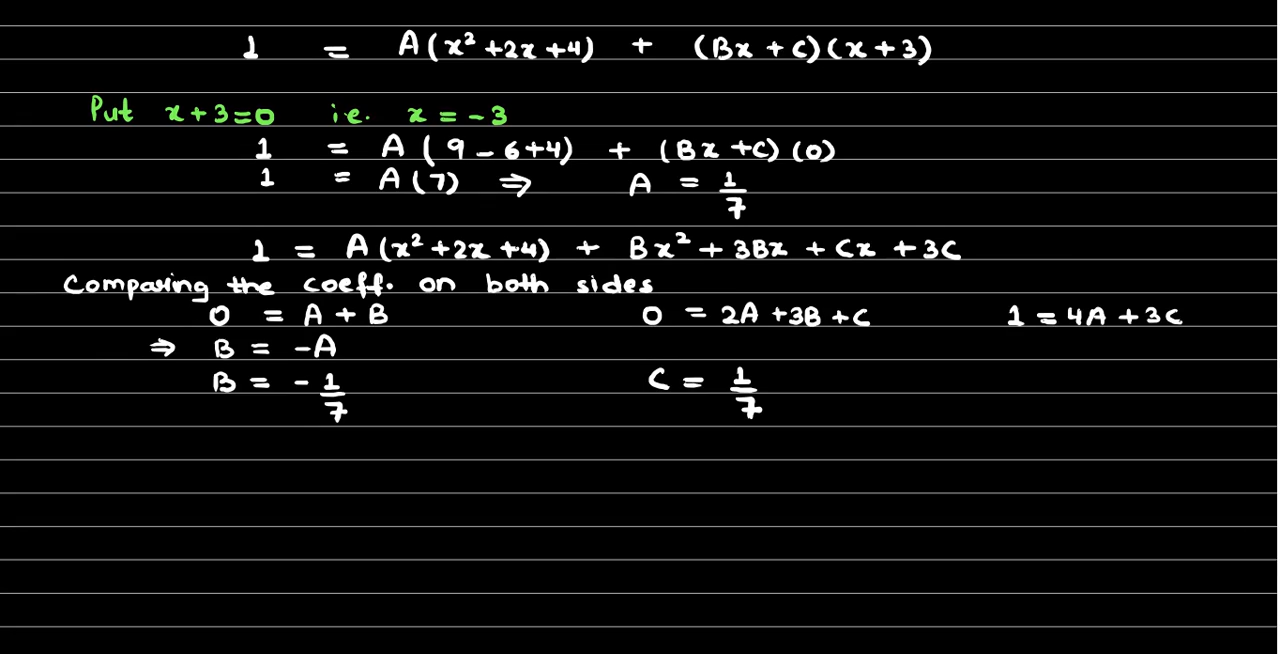 1 = A(x² + 2x + 4) + (Bx + C)(x + 3)
Put x + 3 = 0 i.e. x = -3
1 = A(9 - 6 + 4) + (Bx + C)(0)
1 = A(7) ⇒ A = 1/7
1 = A(x² + 2x + 4) + Bx² + 3Bx + Cx + 3C
Comparing the coeff. on both sides
0 = A + B 0 = 2A + 3B + C 1 = 4A + 3C
⇒ B = -A
B = -1/7 C = 1/7